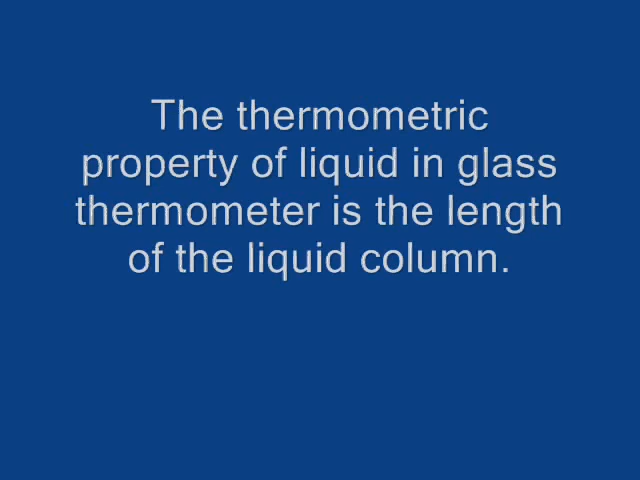 The thermometric
property of liquid in glass
thermometer is the length
of the liquid column.